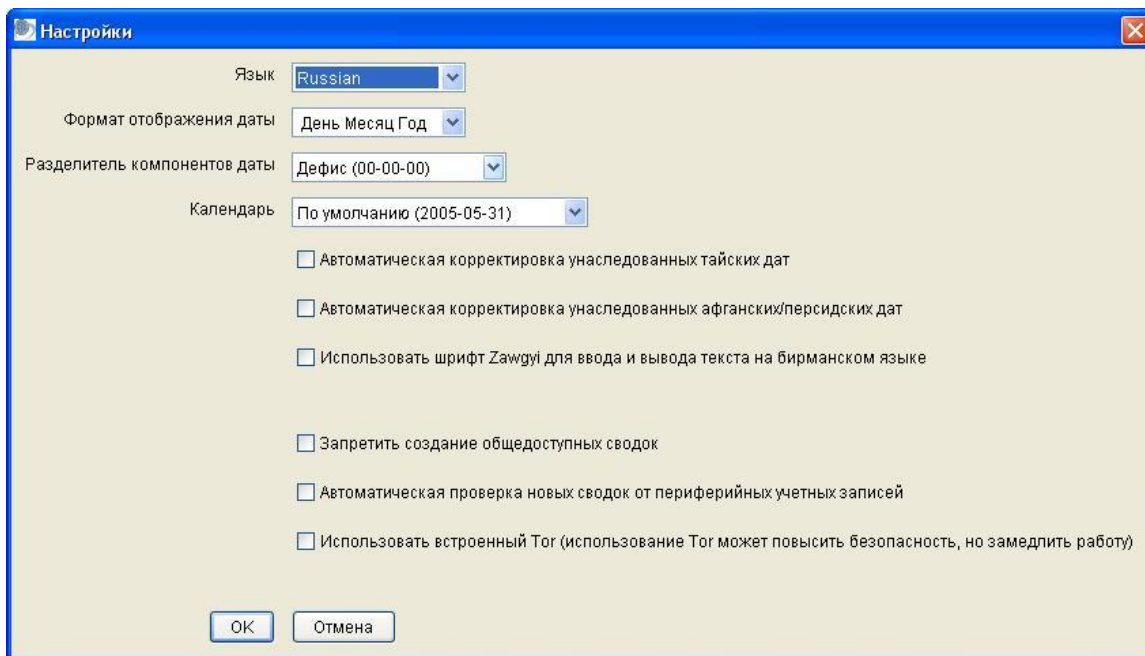 Настройки
Язык Russian
Формат отображения даты День Месяц Год
Разделитель компонентов даты Дефис (00-00-00)
Календарь По умолчанию (2005-05-31)
Автоматическая корректировка унаследованных тайских дат
Автоматическая корректировка унаследованных афганских/персидских дат
Использовать шрифт Zawgyi для ввода и вывода текста на бирманском языке
Запретить создание общедоступных сводок
Автоматическая проверка новых сводок от периферийных учетных записей
Использовать встроенный Tor (использование Tor может повысить безопасность, но замедлить работу)
OK Отмена